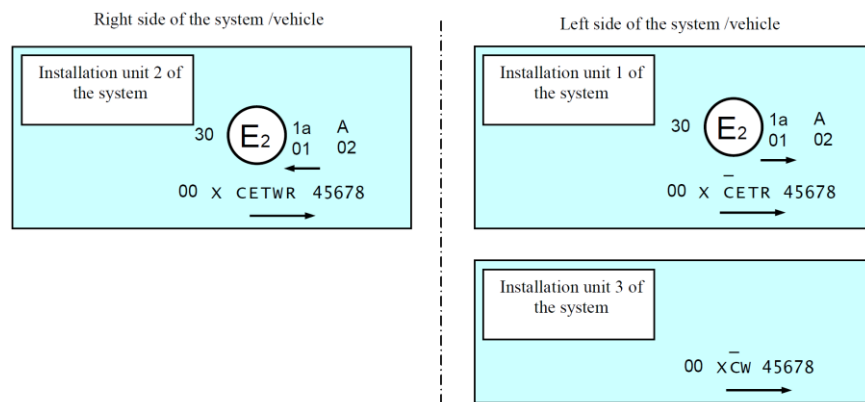 Right side of the system /vehicle
Installation unit 2 of
the system
30 E2 1a A
01 02
00 X CETWR 45678
Left side of the system /vehicle
Installation unit 1 of
the system
30 E2 1a A
01 02
00 X C̅ETR 45678
Installation unit 3 of
the system
00 XC̅W 45678